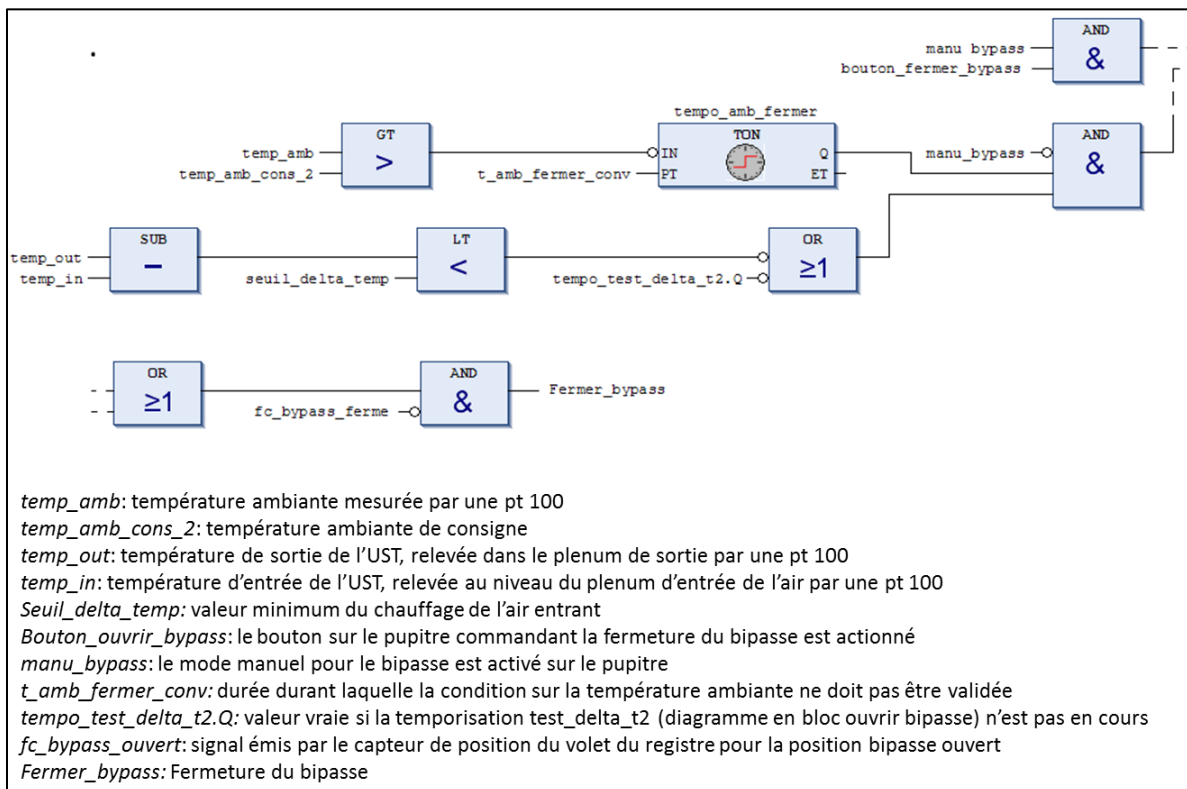 AND
manu bypass
&
bouton_fermer_bypass
tempo_amb_fermer
GT
TON
AND
temp_amb
>
IN
Q
manu_bypass
&
temp_amb_cons_2
t_amb_fermer_conv
PT
ET
SUB
LT
OR
temp_out
−
<
≥1
temp_in
seuil_delta_temp
tempo_test_delta_t2.Q
OR
AND
≥1
&
Fermer_bypass
fc_bypass_ferme
temp_amb: température ambiante mesurée par une pt 100
temp_amb_cons_2: température ambiante de consigne
temp_out: température de sortie de l’UST, relevée dans le plenum de sortie par une pt 100
temp_in: température d’entrée de l’UST, relevée au niveau du plenum d’entrée de l’air par une pt 100
Seuil_delta_temp: valeur minimum du chauffage de l’air entrant
Bouton_ouvrir_bypass: le bouton sur le pupitre commandant la fermeture du bipasse est actionné
manu_bypass: le mode manuel pour le bipasse est activé sur le pupitre
t_amb_fermer_conv: durée durant laquelle la condition sur la température ambiante ne doit pas être validée
tempo_test_delta_t2.Q: valeur vraie si la temporisation test_delta_t2 (diagramme en bloc ouvrir bipasse) n’est pas en cours
fc_bypass_ouvert: signal émis par le capteur de position du volet du registre pour la position bipasse ouvert
Fermer_bypass: Fermeture du bipasse